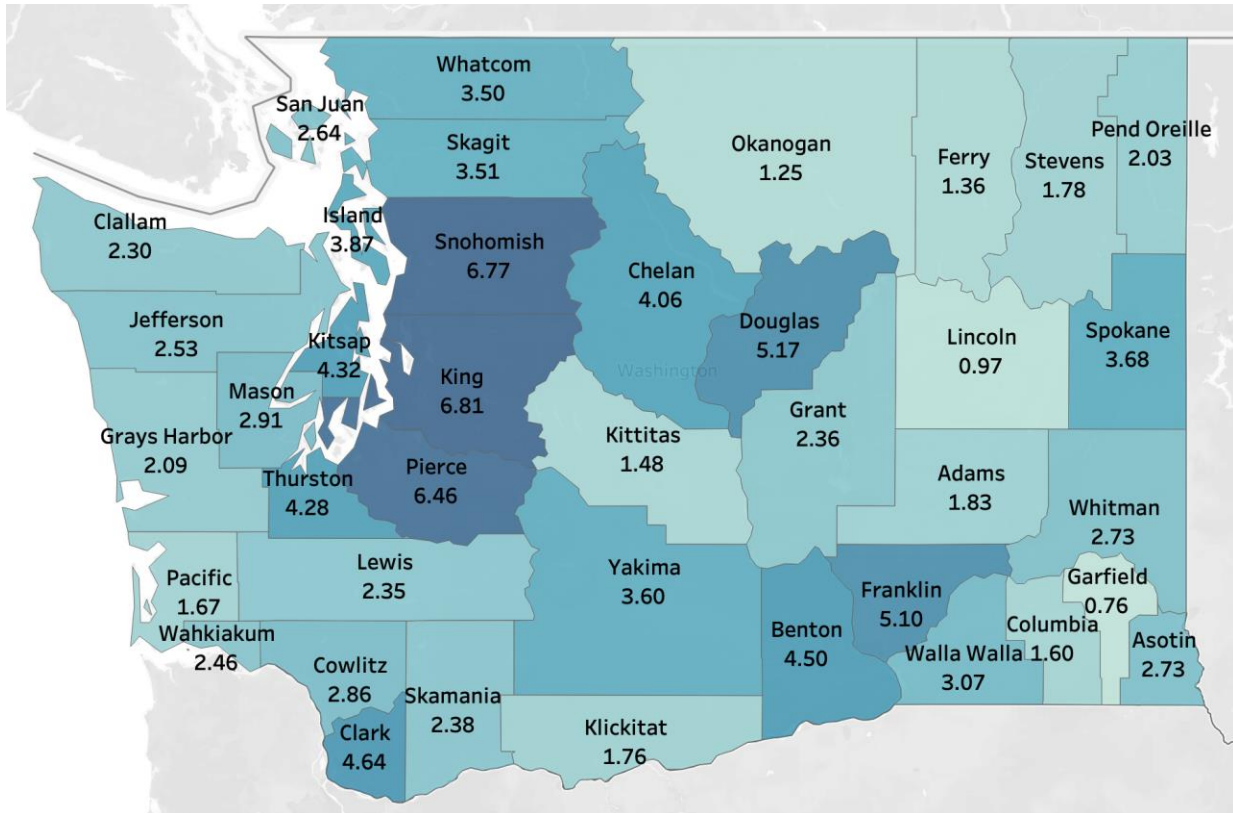 Whatcom
3.50
San Juan
2.64
Skagit
3.51
Okanogan
1.25
Ferry
1.36
Stevens
1.78
Pend Oreille
2.03
Clallam
2.30
Island
3.87
Snohomish
6.77
Chelan
4.06
Douglas
5.17
Lincoln
0.97
Spokane
3.68
Jefferson
2.53
Kitsap
4.32
King
6.81
Washington
Mason
2.91
Grays Harbor
2.09
Thurston
4.28
Pierce
6.46
Kittitas
1.48
Grant
2.36
Adams
1.83
Whitman
2.73
Pacific
1.67
Lewis
2.35
Yakima
3.60
Benton
4.50
Franklin
5.10
Garfield
0.76
Columbia
1.60
Asotin
2.73
Walla Walla
3.07
Wahkiakum
2.46
Cowlitz
2.86
Skamania
2.38
Clark
4.64
Klickitat
1.76